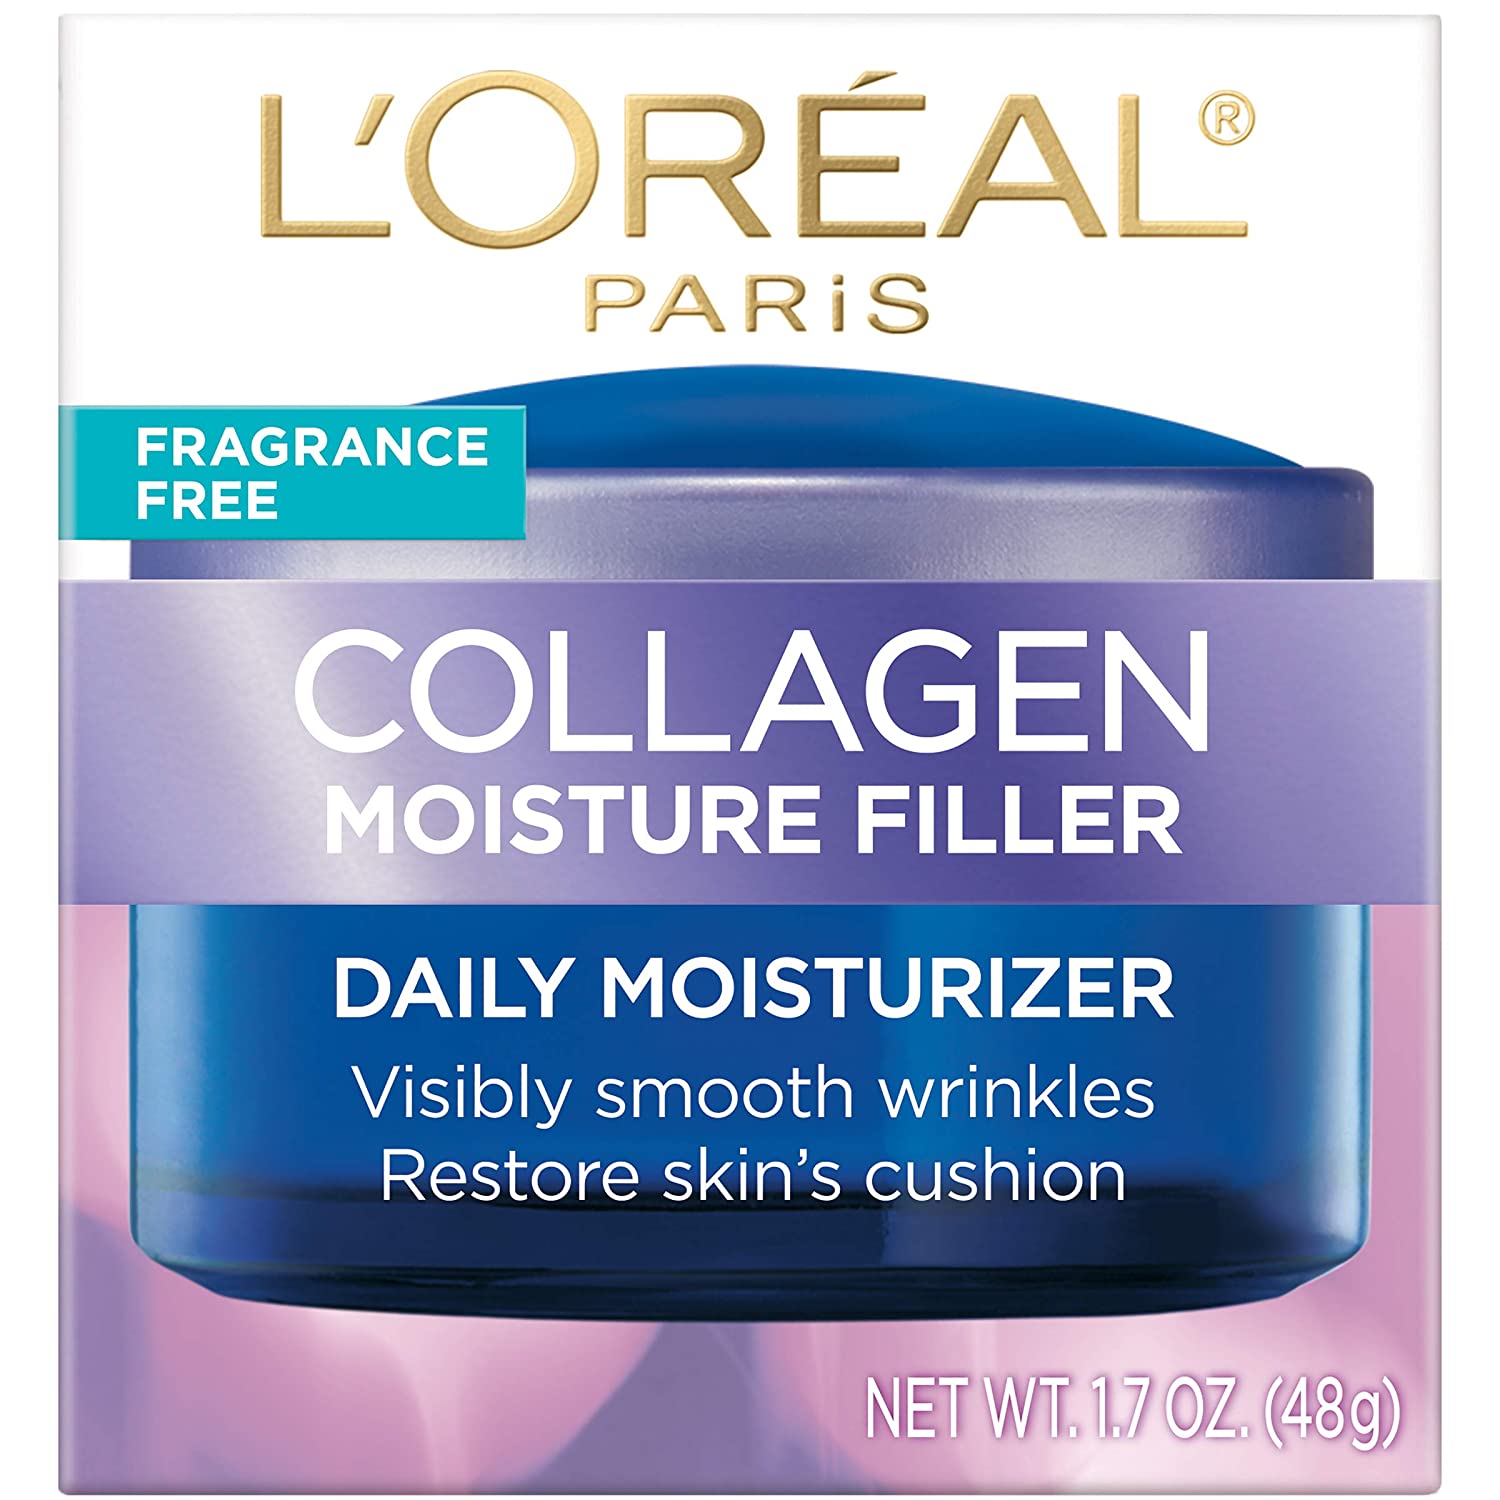 L'ORÉAL®
PARiS
FRAGRANCE
FREE
COLLAGEN
MOISTURE FILLER
DAILY MOISTURIZER
Visibly smooth wrinkles
Restore skin's cushion
NET WT. 1.7 OZ. (48g)